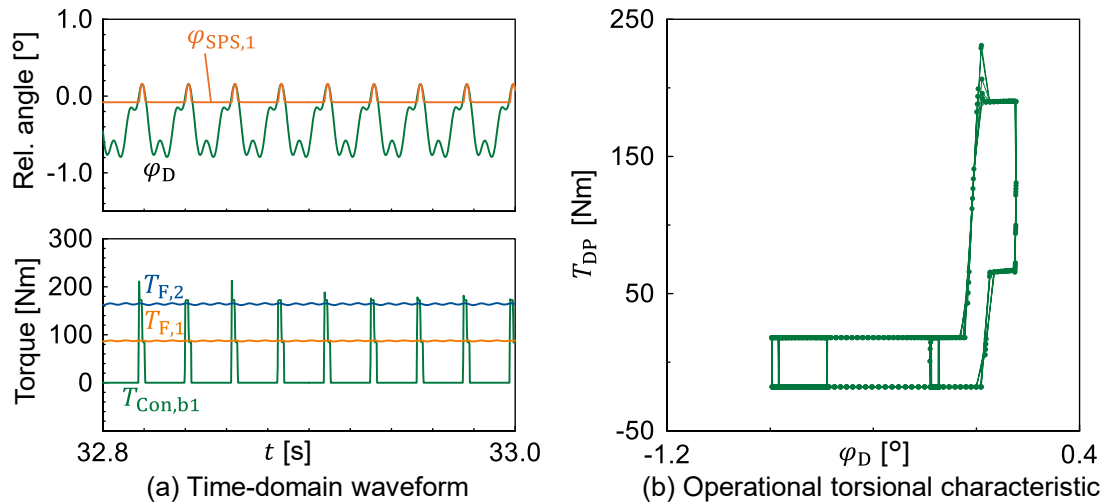 1.0
0.0
-1.0
Rel. angle [º]
φSPS,1
φD
300
200
100
0
Torque [Nm]
TF,2
TF,1
TCon,b1
32.8
t [s]
33.0
(a) Time-domain waveform
250
150
50
-50
TDP [Nm]
-1.2
φD [º]
0.4
(b) Operational torsional characteristic